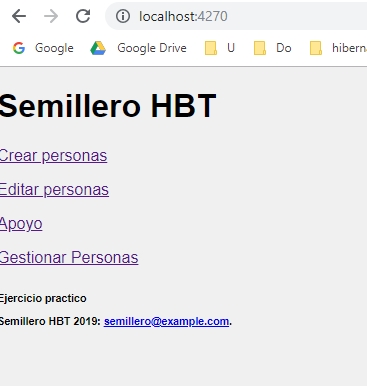 localhost:4270
Google Google Drive U Do hibern
Semillero HBT
Crear personas
Editar personas
Apoyo
Gestionar Personas
Ejercicio practico
Semillero HBT 2019: semillero@example.com.